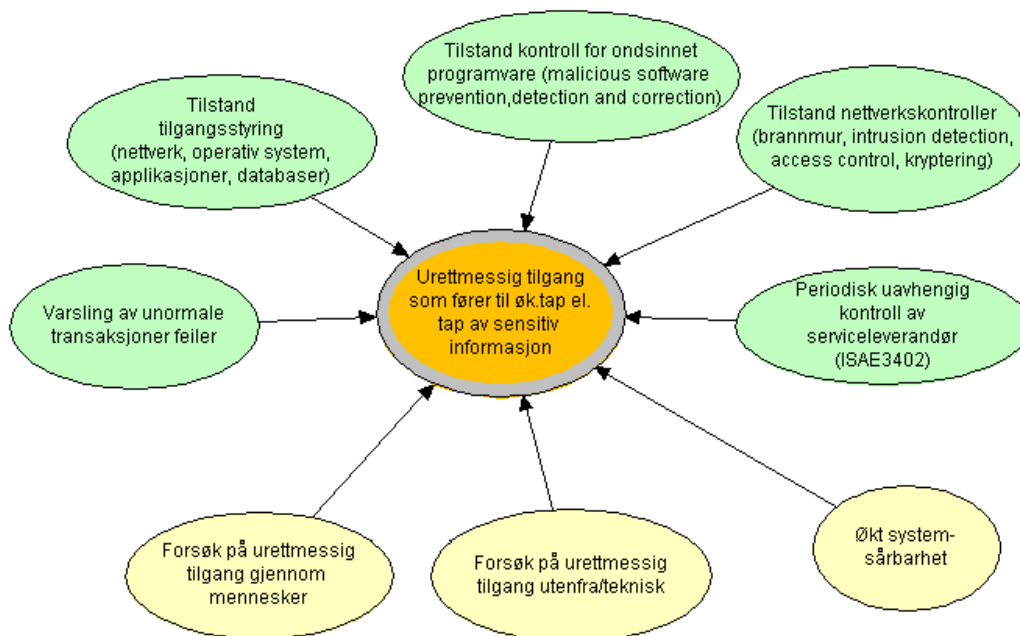 Tilstand kontroll for ondsinnet
programvare (malicious software
prevention,detection and correction)
Tilstand
tilgangsstyring
(nettverk, operativ system,
applikasjoner, databaser)
Tilstand nettverkskontroller
(brannmur, intrusion detection,
access control, kryptering)
Urettmessig tilgang
som fører til øk.tap el.
tap av sensitiv
informasjon
Varsling av unormale
transaksjoner feiler
Periodisk uavhengig
kontroll av
serviceleverandør
(ISAE3402)
Forsøk på urettmessig
tilgang gjennom
mennesker
Forsøk på urettmessig
tilgang utenfra/teknisk
Økt system-
sårbarhet